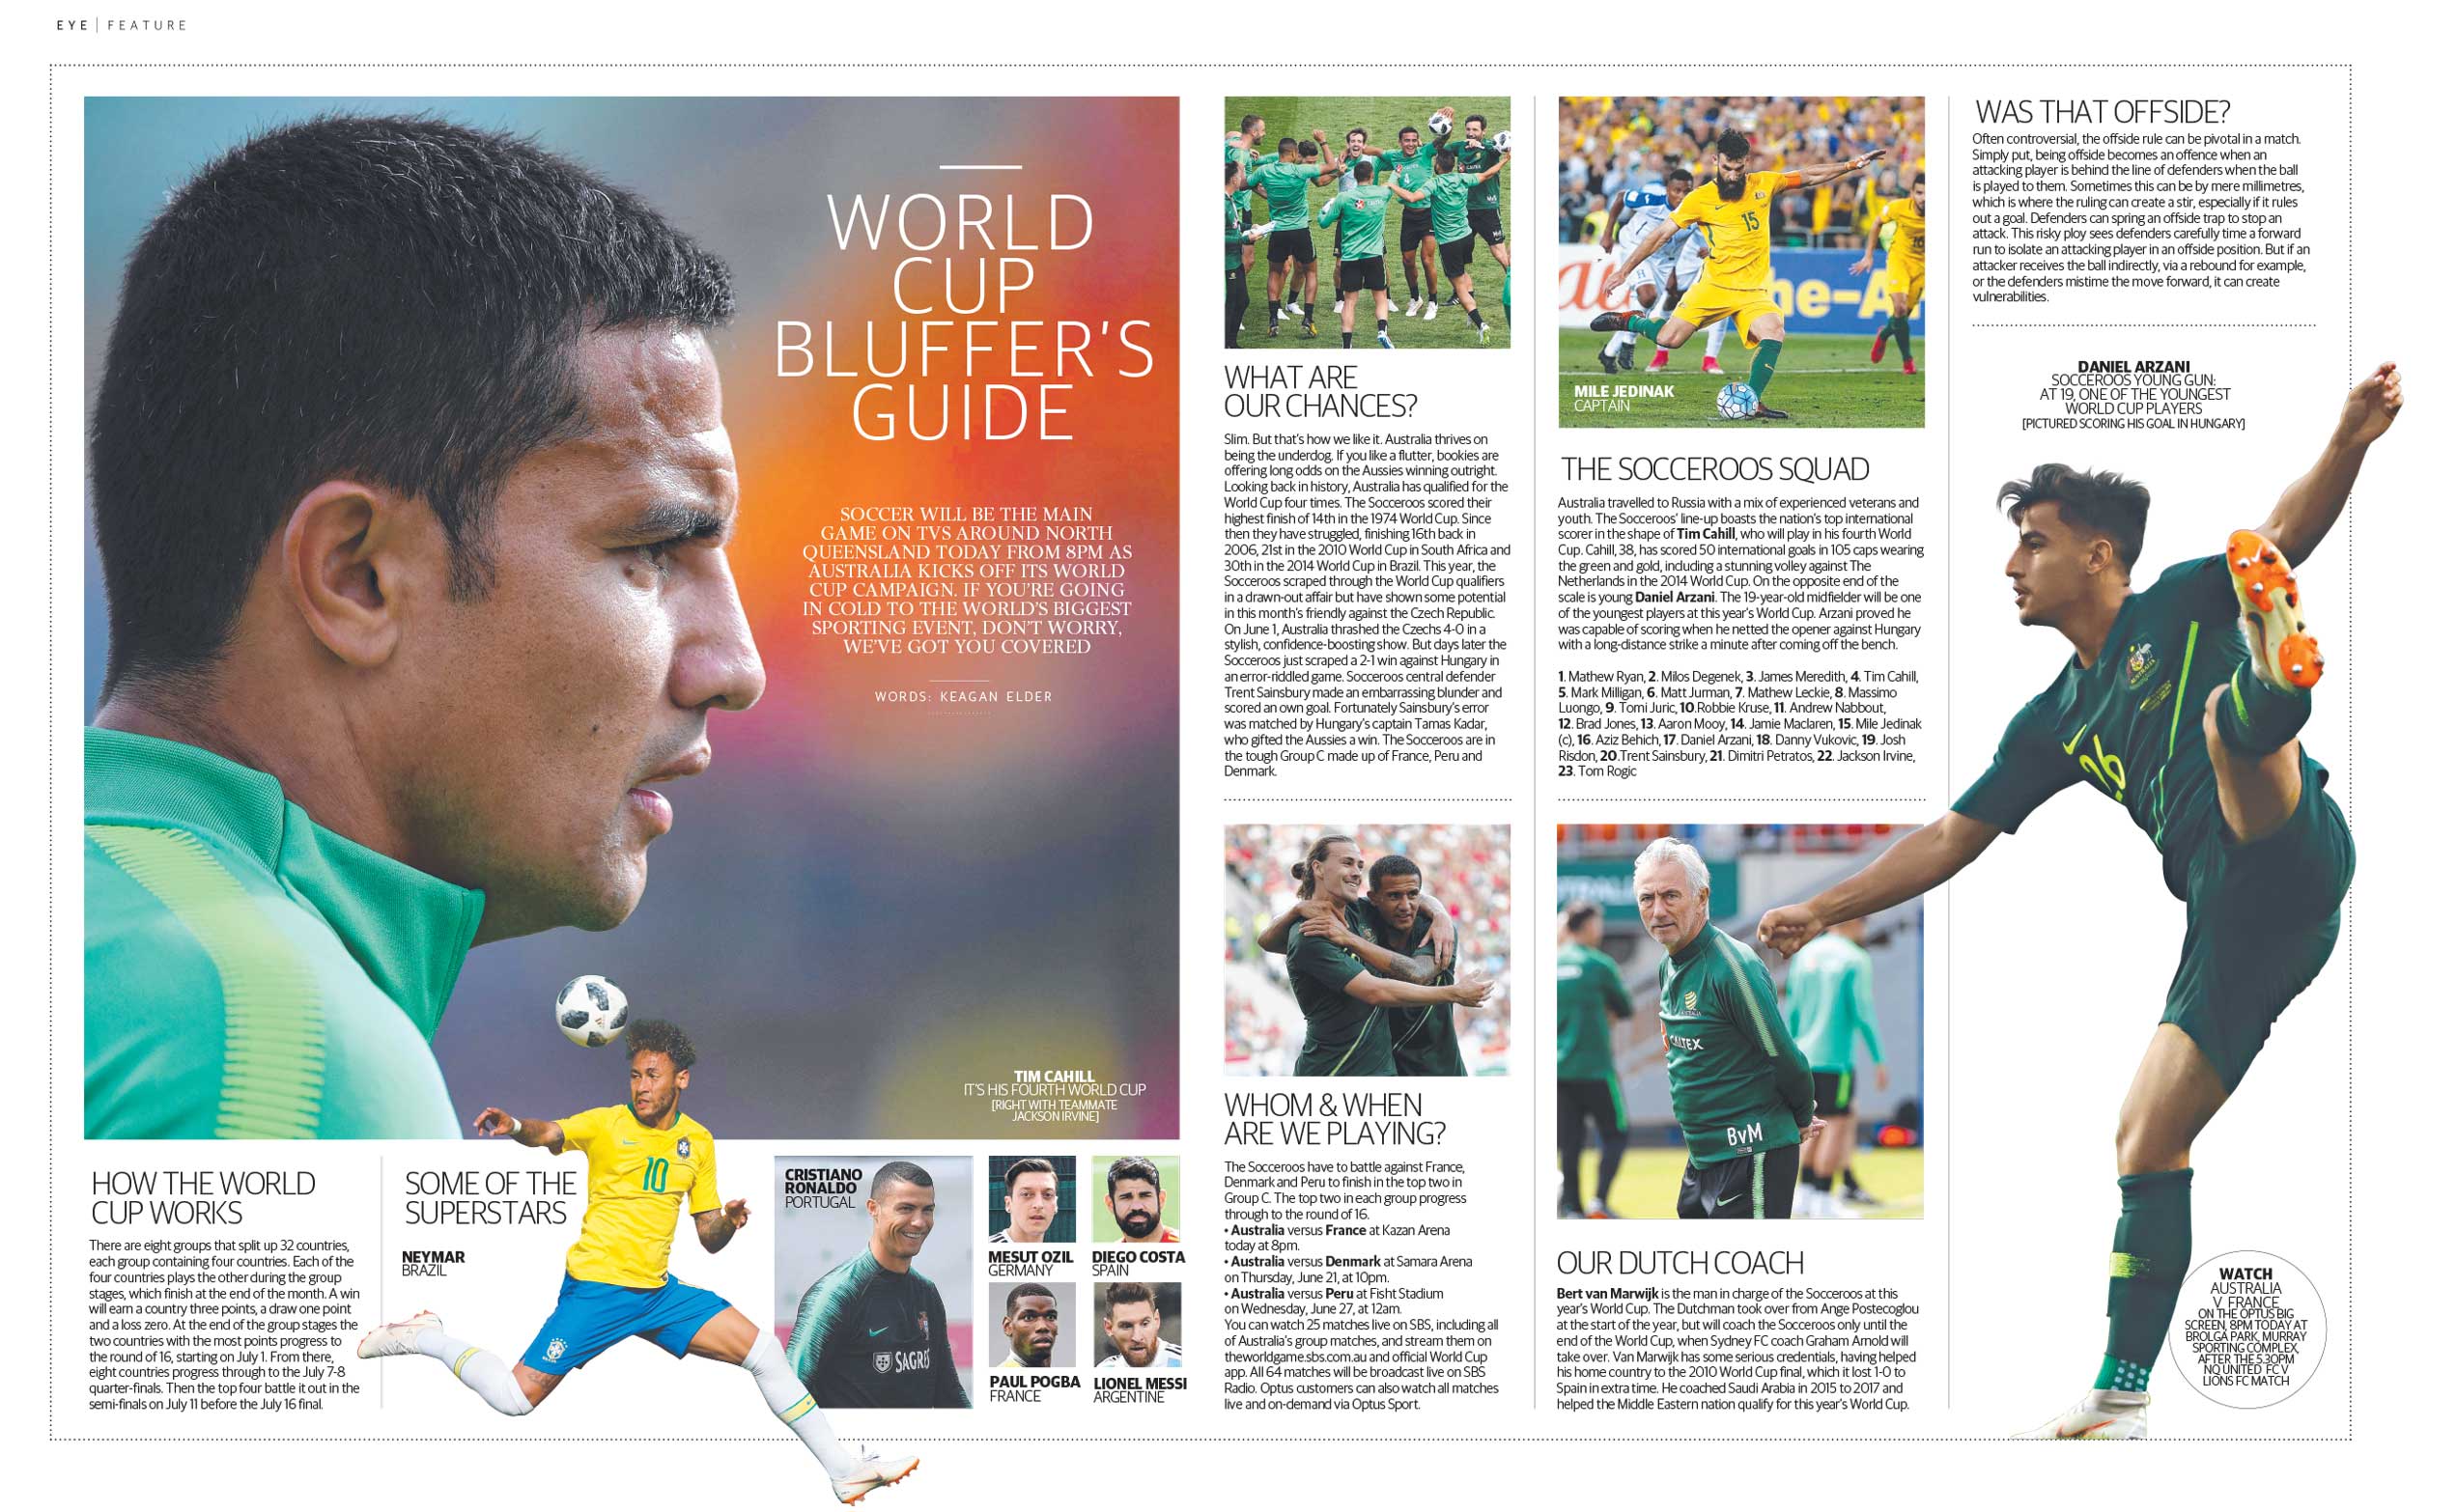 EYE | FEATURE
WORLD
CUP
BLUFFER'S
GUIDE
SOCCER WILL BE THE MAIN
GAME ON TVS AROUND NORTH
QUEENSLAND TODAY FROM 8PM AS
AUSTRALIA KICKS OFF ITS WORLD
CUP CAMPAIGN. IF YOU'RE GOING
IN COLD TO THE WORLD'S BIGGEST
SPORTING EVENT, DON'T WORRY,
WE'VE GOT YOU COVERED
WORDS: KEAGAN ELDER
TIM CAHILL
IT'S HIS FOURTH WORLD CUP
[RIGHT WITH TEAMMATE
JACKSON IRVINE]
HOW THE WORLD
CUP WORKS
There are eight groups that split up 32 countries,
each group containing four countries. Each of the
four countries plays the other during the group
stages, which finish at the end of the month. A win
will earn a country three points, a draw one point
and a loss zero. At the end of the group stages the
two countries with the most points progress to
the round of 16, starting on July 1. From there,
eight countries progress through to the July 7-8
quarter-finals. Then the top four battle it out in the
semi-finals on July 11 before the July 16 final.
SOME OF THE
SUPERSTARS
NEYMAR
BRAZIL
10
CRISTIANO
RONALDO
PORTUGAL
SAGRES
MESUT OZIL
GERMANY
DIEGO COSTA
SPAIN
PAUL POGBA
FRANCE
LIONEL MESSI
ARGENTINE
WHAT ARE
OUR CHANCES?
Slim. But that's how we like it. Australia thrives on
being the underdog. If you like a flutter, bookies are
offering long odds on the Aussies winning outright.
Looking back in history, Australia has qualified for the
World Cup four times. The Socceroos scored their
highest finish of 14th in the 1974 World Cup. Since
then they have struggled, finishing 16th back in
2006, 21st in the 2010 World Cup in South Africa and
30th in the 2014 World Cup in Brazil. This year, the
Socceroos scraped through the World Cup qualifiers
in a drawn-out affair but have shown some potential
in this month's friendly against the Czech Republic.
On June 1, Australia thrashed the Czechs 4-0 in a
stylish, confidence-boosting show. But days later the
Socceroos just scraped a 2-1 win against Hungary in
an error-riddled game. Socceroos central defender
Trent Sainsbury made an embarrassing blunder and
scored an own goal. Fortunately Sainsbury's error
was matched by Hungary's captain Tamas Kadar,
who gifted the Aussies a win. The Socceroos are in
the tough Group C made up of France, Peru and
Denmark.
WHOM & WHEN
ARE WE PLAYING?
The Socceroos have to battle against France,
Denmark and Peru to finish in the top two in
Group C. The top two in each group progress
through to the round of 16.
• Australia versus France at Kazan Arena
today at 8pm.
• Australia versus Denmark at Samara Arena
on Thursday, June 21, at 10pm.
• Australia versus Peru at Fisht Stadium
on Wednesday, June 27, at 12am.
You can watch 25 matches live on SBS, including all
of Australia's group matches, and stream them on
theworldgame.sbs.com.au and official World Cup
app. All 64 matches will be broadcast live on SBS
Radio. Optus customers can also watch all matches
live and on-demand via Optus Sport.
15
he-A
MILE JEDINAK
CAPTAIN
THE SOCCEROOS SQUAD
Australia travelled to Russia with a mix of experienced veterans and
youth. The Socceroos' line-up boasts the nation's top international
scorer in the shape of Tim Cahill, who will play in his fourth World
Cup. Cahill, 38, has scored 50 international goals in 105 caps wearing
the green and gold, including a stunning volley against The
Netherlands in the 2014 World Cup. On the opposite end of the
scale is young Daniel Arzani. The 19-year-old midfielder will be one
of the youngest players at this year's World Cup. Arzani proved he
was capable of scoring when he netted the opener against Hungary
with a long-distance strike a minute after coming off the bench.
1. Mathew Ryan, 2. Milos Degenek, 3. James Meredith, 4. Tim Cahill,
5. Mark Milligan, 6. Matt Jurman, 7. Mathew Leckie, 8. Massimo
Luongo, 9. Tomi Juric, 10.Robbie Kruse, 11. Andrew Nabbout,
12. Brad Jones, 13. Aaron Mooy, 14. Jamie Maclaren, 15. Mile Jedinak
(c), 16. Aziz Behich, 17. Daniel Arzani, 18. Danny Vukovic, 19. Josh
Risdon, 20.Trent Sainsbury, 21. Dimitri Petratos, 22. Jackson Irvine,
23. Tom Rogic
CALTEX
BvM
OUR DUTCH COACH
Bert van Marwijk is the man in charge of the Socceroos at this
year's World Cup. The Dutchman took over from Ange Postecoglou
at the start of the year, but will coach the Socceroos only until the
end of the World Cup, when Sydney FC coach Graham Arnold will
take over. Van Marwijk has some serious credentials, having helped
his home country to the 2010 World Cup final, which it lost 1-0 to
Spain in extra time. He coached Saudi Arabia in 2015 to 2017 and
helped the Middle Eastern nation qualify for this year's World Cup.
WAS THAT OFFSIDE?
Often controversial, the offside rule can be pivotal in a match.
Simply put, being offside becomes an offence when an
attacking player is behind the line of defenders when the ball
is played to them. Sometimes this can be by mere millimetres,
which is where the ruling can create a stir, especially if it rules
out a goal. Defenders can spring an offside trap to stop an
attack. This risky ploy sees defenders carefully time a forward
run to isolate an attacking player in an offside position. But if an
attacker receives the ball indirectly, via a rebound for example,
or the defenders mistime the move forward, it can create
vulnerabilities.
DANIEL ARZANI
SOCCEROOS YOUNG GUN:
AT 19, ONE OF THE YOUNGEST
WORLD CUP PLAYERS
[PICTURED SCORING HIS GOAL IN HUNGARY]
26
WATCH
AUSTRALIA
V. FRANCE
ON THE OPTUS BIG
SCREEN, 8PM TODAY AT
BROLGA PARK, MURRAY
SPORTING COMPLEX,
AFTER THE 5.30PM
NQ UNITED FC V
LIONS FC MATCH